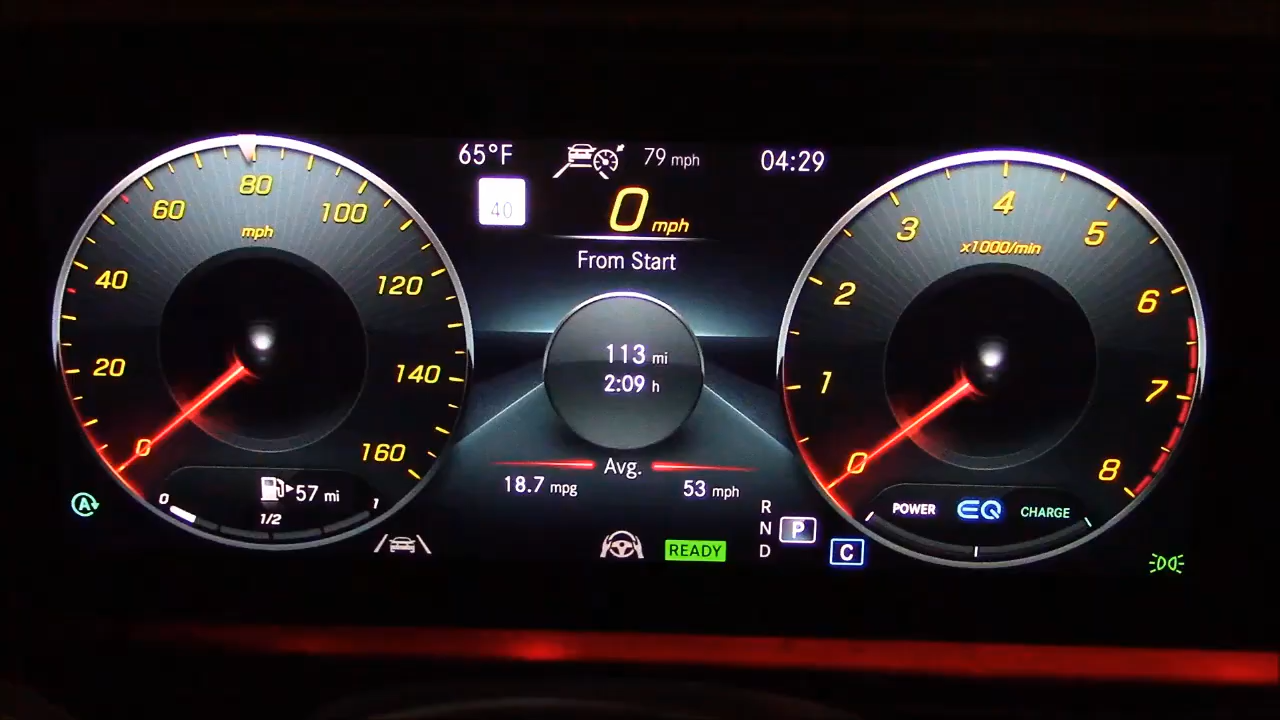 65°F
79 mph
04:29
40
0 mph
From Start
113 mi
2:09 h
Avg.
18.7 mpg
53 mph
0
20
40
60
80
100
120
140
160
mph
57 mi
0
1/2
1
A
READY
R
N
P
D
C
0
1
2
3
4
5
6
7
8
x1000/min
POWER
EQ
CHARGE